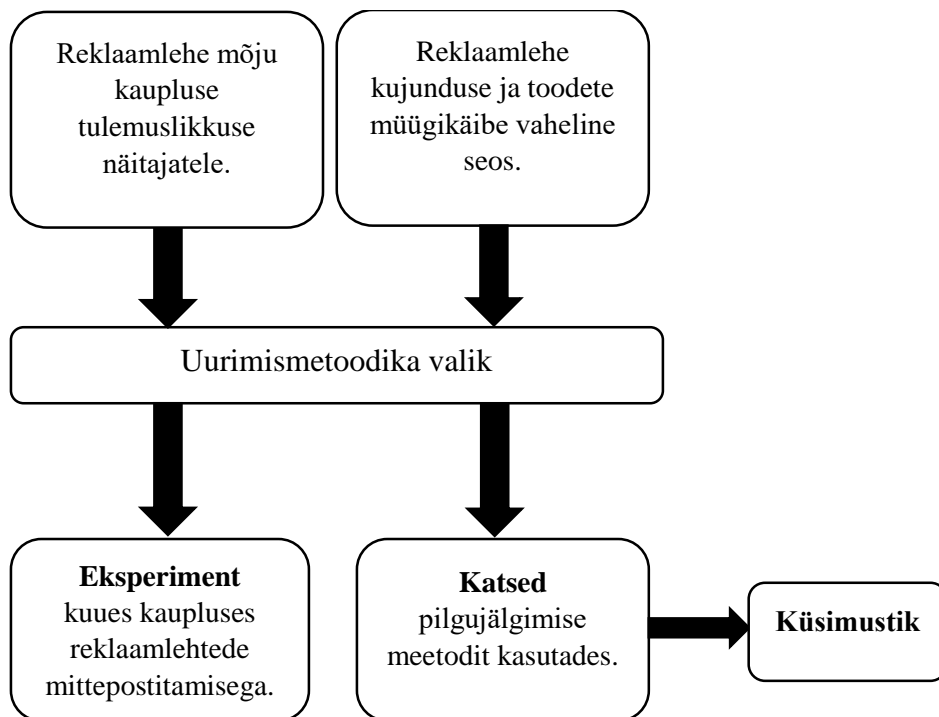 Reklaamlehe mõju
kaupluse
tulemuslikkuse
näitajatele.
Reklaamlehe
kujunduse ja toodete
müügikäibe vaheline
seos.
Uurimismetoodika valik
Eksperiment
kuues kaupluses
reklaamlehtede
mittepostitamisega.
Katsed
pilgujälgimise
meetodit kasutades.
Küsimustik